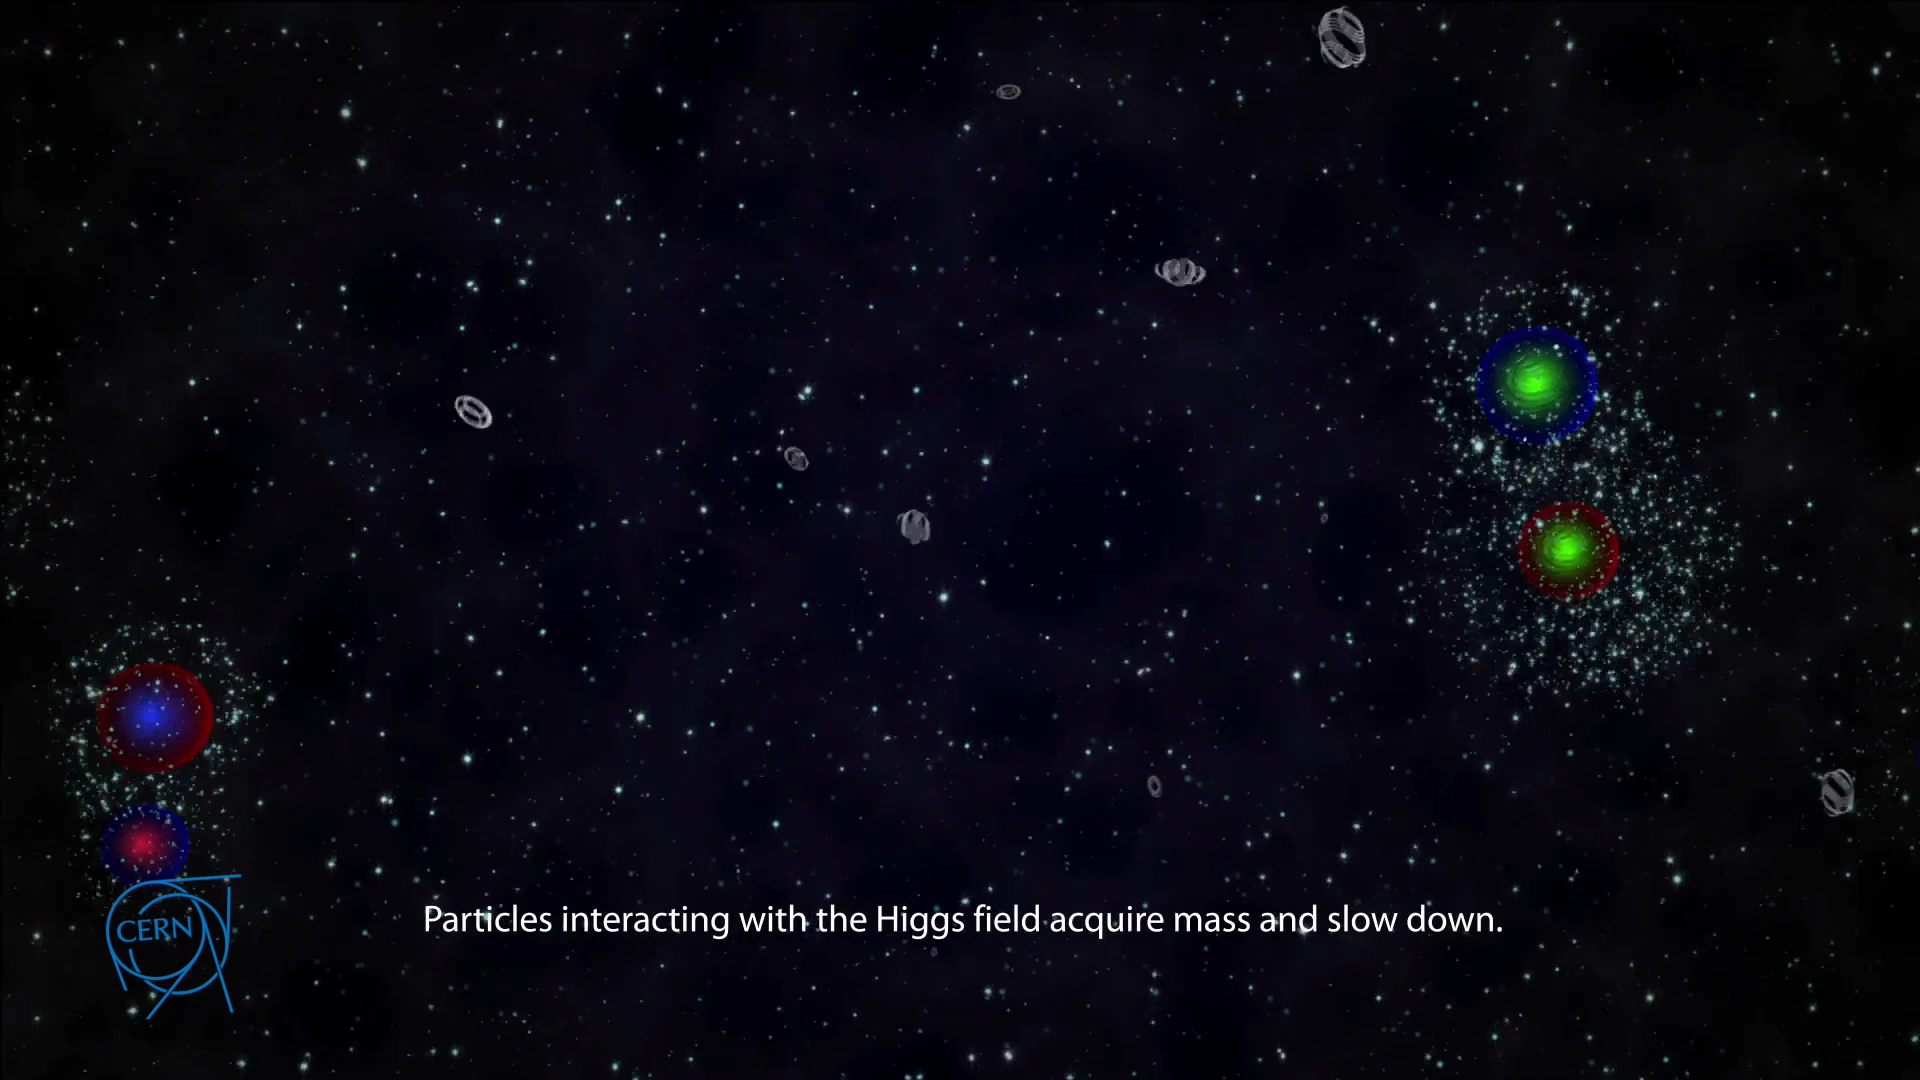 Particles interacting with the Higgs field acquire mass and slow down.
CERN